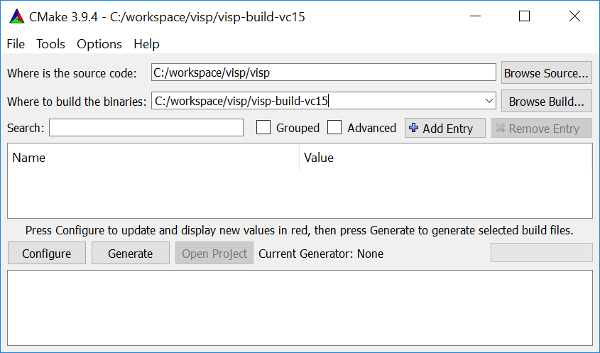 CMake 3.9.4 - C:/workspace/visp/visp-build-vc15
File Tools Options Help
Where is the source code: C:/workspace/visp/visp Browse Source...
Where to build the binaries: C:/workspace/visp/visp-build-vc15 Browse Build...
Search: Grouped Advanced Add Entry Remove Entry
Name Value
Press Configure to update and display new values in red, then press Generate to generate selected build files.
Configure Generate Open Project Current Generator: None